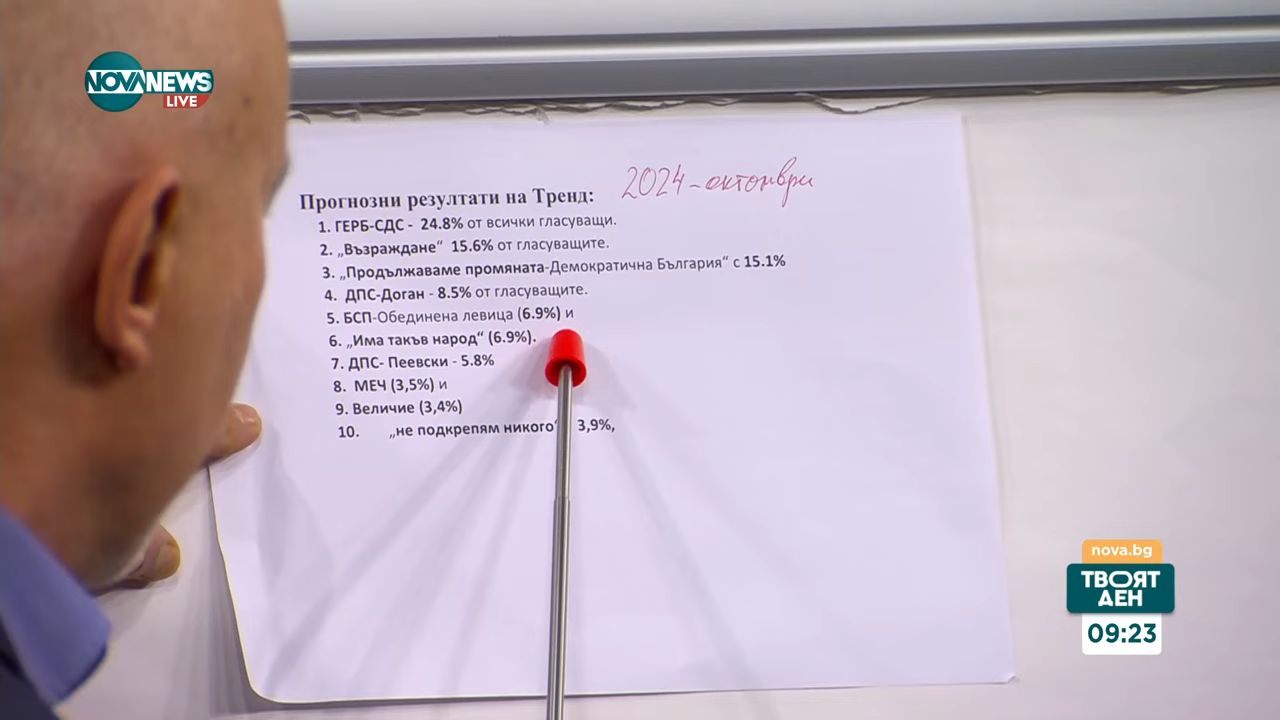 NOVANEWS
LIVE
Прогнозни резултати на Тренд: 2024-октомври
1. ГЕРБ-СДС - 24.8% от всички гласуващи.
2. „Възраждане“ 15.6% от гласуващите.
3. „Продължаваме промяната-Демократична България“ с 15.1%
4. ДПС-Доган - 8.5% от гласуващите.
5. БСП-Обединена левица (6.9%) и
6. „Има такъв народ“ (6.9%).
7. ДПС- Пеевски - 5.8%
8. МЕЧ (3,5%) и
9. Величие (3,4%)
10. „не подкрепям никого“ 3,9%,
nova.bg
ТВОЯТ
ДЕН
09:23